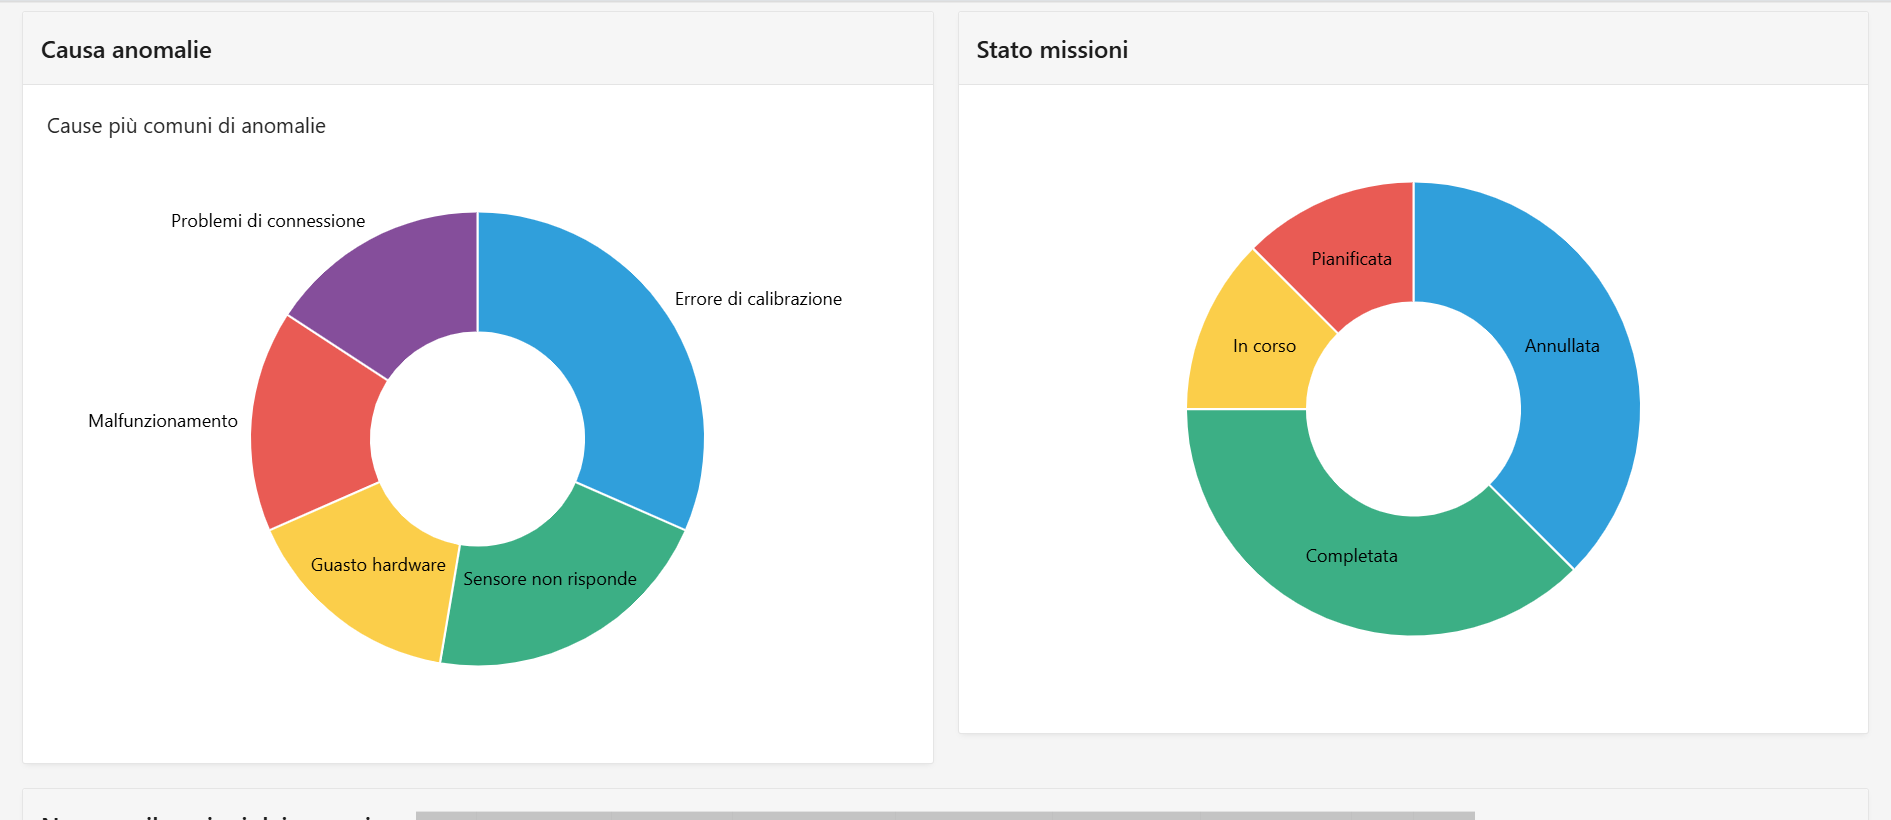 Causa anomalie
Cause più comuni di anomalie
Problemi di connessione
Errore di calibrazione
Malfunzionamento
Guasto hardware
Sensore non risponde
Stato missioni
Pianificata
In corso
Annullata
Completata